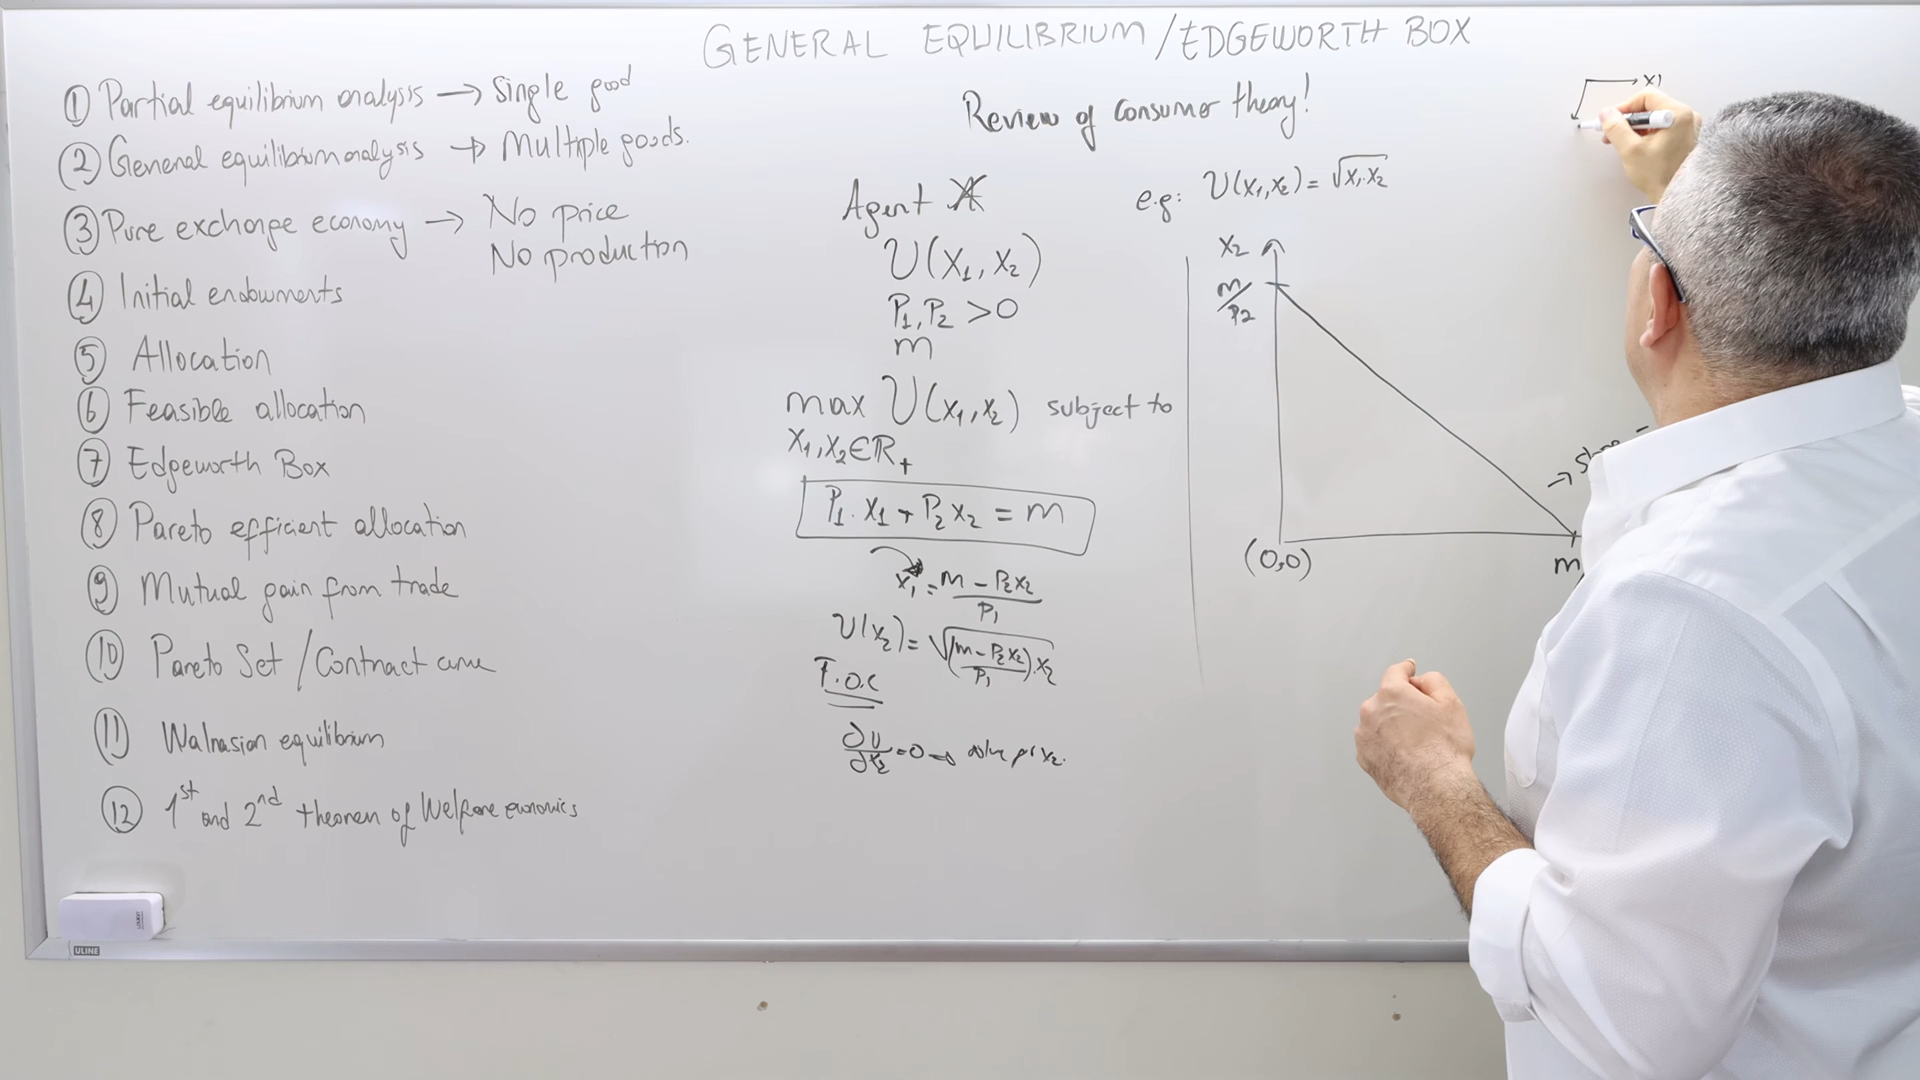 GENERAL EQUILIBRIUM / EDGEWORTH BOX
① Partial equilibrium analysis → Single good
② General equilibrium analysis → Multiple goods.
③ Pure exchange economy → No price
No production
④ Initial endowments
⑤ Allocation
⑥ Feasible allocation
⑦ Edgeworth Box
⑧ Pareto efficient allocation
⑨ Mutual gain from trade
⑩ Pareto Set / Contract curve
⑪ Walrasian equilibrium
⑫ 1st and 2nd theorem of Welfare economics
Review of consumer theory!
Agent A
U(x₁, x₂)
P₁, P₂ > 0
m
max U(x₁, x₂) subject to
x₁, x₂ ∈ ℝ₊
P₁. x₁ + P₂ x₂ = m
x₁ = (m - P₂x₂)/P₁
U(x₂) = √((m - P₂x₂)/P₁).x₂
F.O.C
∂U/∂x₂ = 0 → solve for x₂.
e.g: U(x₁, x₂) = √x₁.x₂
x₂
m/P₂
(0,0)
m
x₁
ULINE